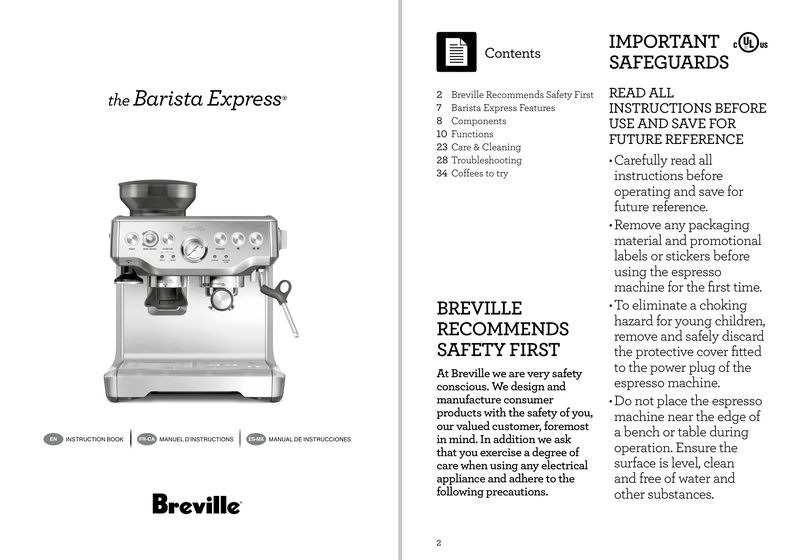 the Barista Express®
Breville
EN INSTRUCTION BOOK
FR-CA MANUEL D'INSTRUCTIONS
ES-MX MANUAL DE INSTRUCCIONES
Breville®
Contents
2 Breville Recommends Safety First
7 Barista Express Features
8 Components
10 Functions
23 Care & Cleaning
28 Troubleshooting
34 Coffees to try
BREVILLE
RECOMMENDS
SAFETY FIRST
At Breville we are very safety
conscious. We design and
manufacture consumer
products with the safety of you,
our valued customer, foremost
in mind. In addition we ask
that you exercise a degree of
care when using any electrical
appliance and adhere to the
following precautions.
IMPORTANT
SAFEGUARDS
c UL us
READ ALL
INSTRUCTIONS BEFORE
USE AND SAVE FOR
FUTURE REFERENCE
•Carefully read all
instructions before
operating and save for
future reference.
•Remove any packaging
material and promotional
labels or stickers before
using the espresso
machine for the first time.
•To eliminate a choking
hazard for young children,
remove and safely discard
the protective cover fitted
to the power plug of the
espresso machine.
•Do not place the espresso
machine near the edge of
a bench or table during
operation. Ensure the
surface is level, clean
and free of water and
other substances.
2